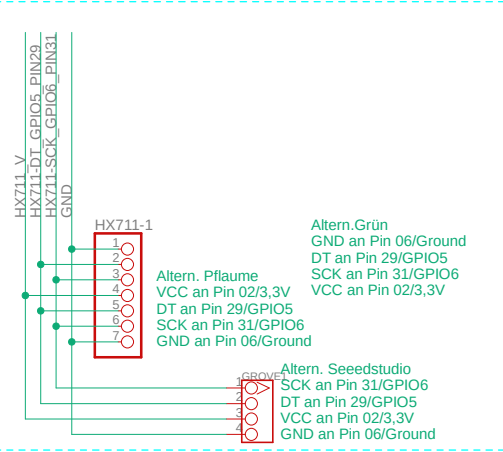 HX711_V
HX711-DT_GPIO5_PIN29
HX711-SCK_GPIO6_PIN31
GND
HX711-1
1
2
3
4
5
6
7
Altern. Pflaume
VCC an Pin 02/3,3V
DT an Pin 29/GPIO5
SCK an Pin 31/GPIO6
GND an Pin 06/Ground
Altern.Grün
GND an Pin 06/Ground
DT an Pin 29/GPIO5
SCK an Pin 31/GPIO6
VCC an Pin 02/3,3V
GROVE1
1
2
3
4
Altern. Seeedstudio
SCK an Pin 31/GPIO6
DT an Pin 29/GPIO5
VCC an Pin 02/3,3V
GND an Pin 06/Ground